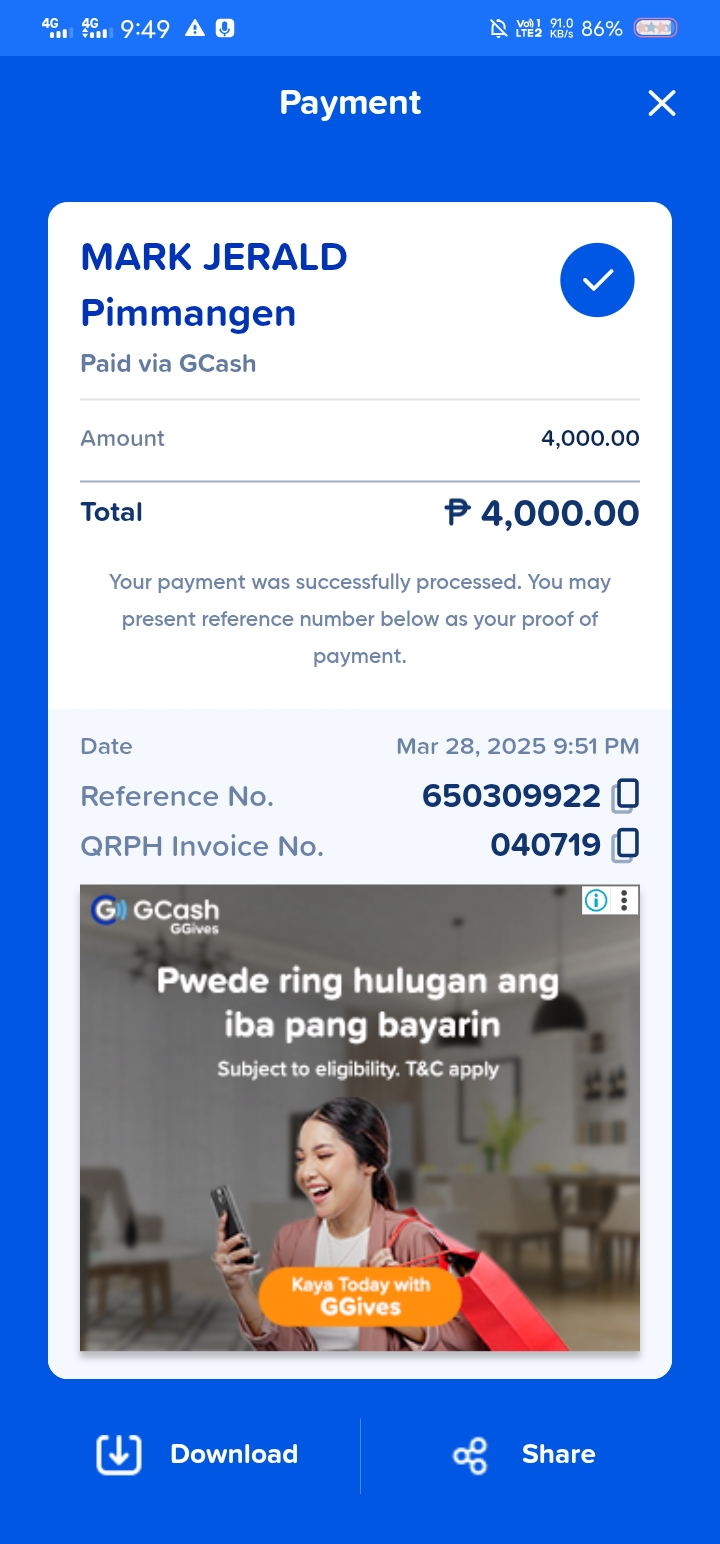 4G 4G 9:49 Vo)) 1 LTE2 91.0 KB/s 86%
Payment
MARK JERALD
Pimmangen
Paid via GCash
Amount 4,000.00
Total ₱ 4,000.00
Your payment was successfully processed. You may
present reference number below as your proof of
payment.
Date Mar 28, 2025 9:51 PM
Reference No. 650309922
QRPH Invoice No. 040719
GCash
GGives
Pwede ring hulugan ang
iba pang bayarin
Subject to eligibility. T&C apply
Kaya Today with
GGives
Download Share